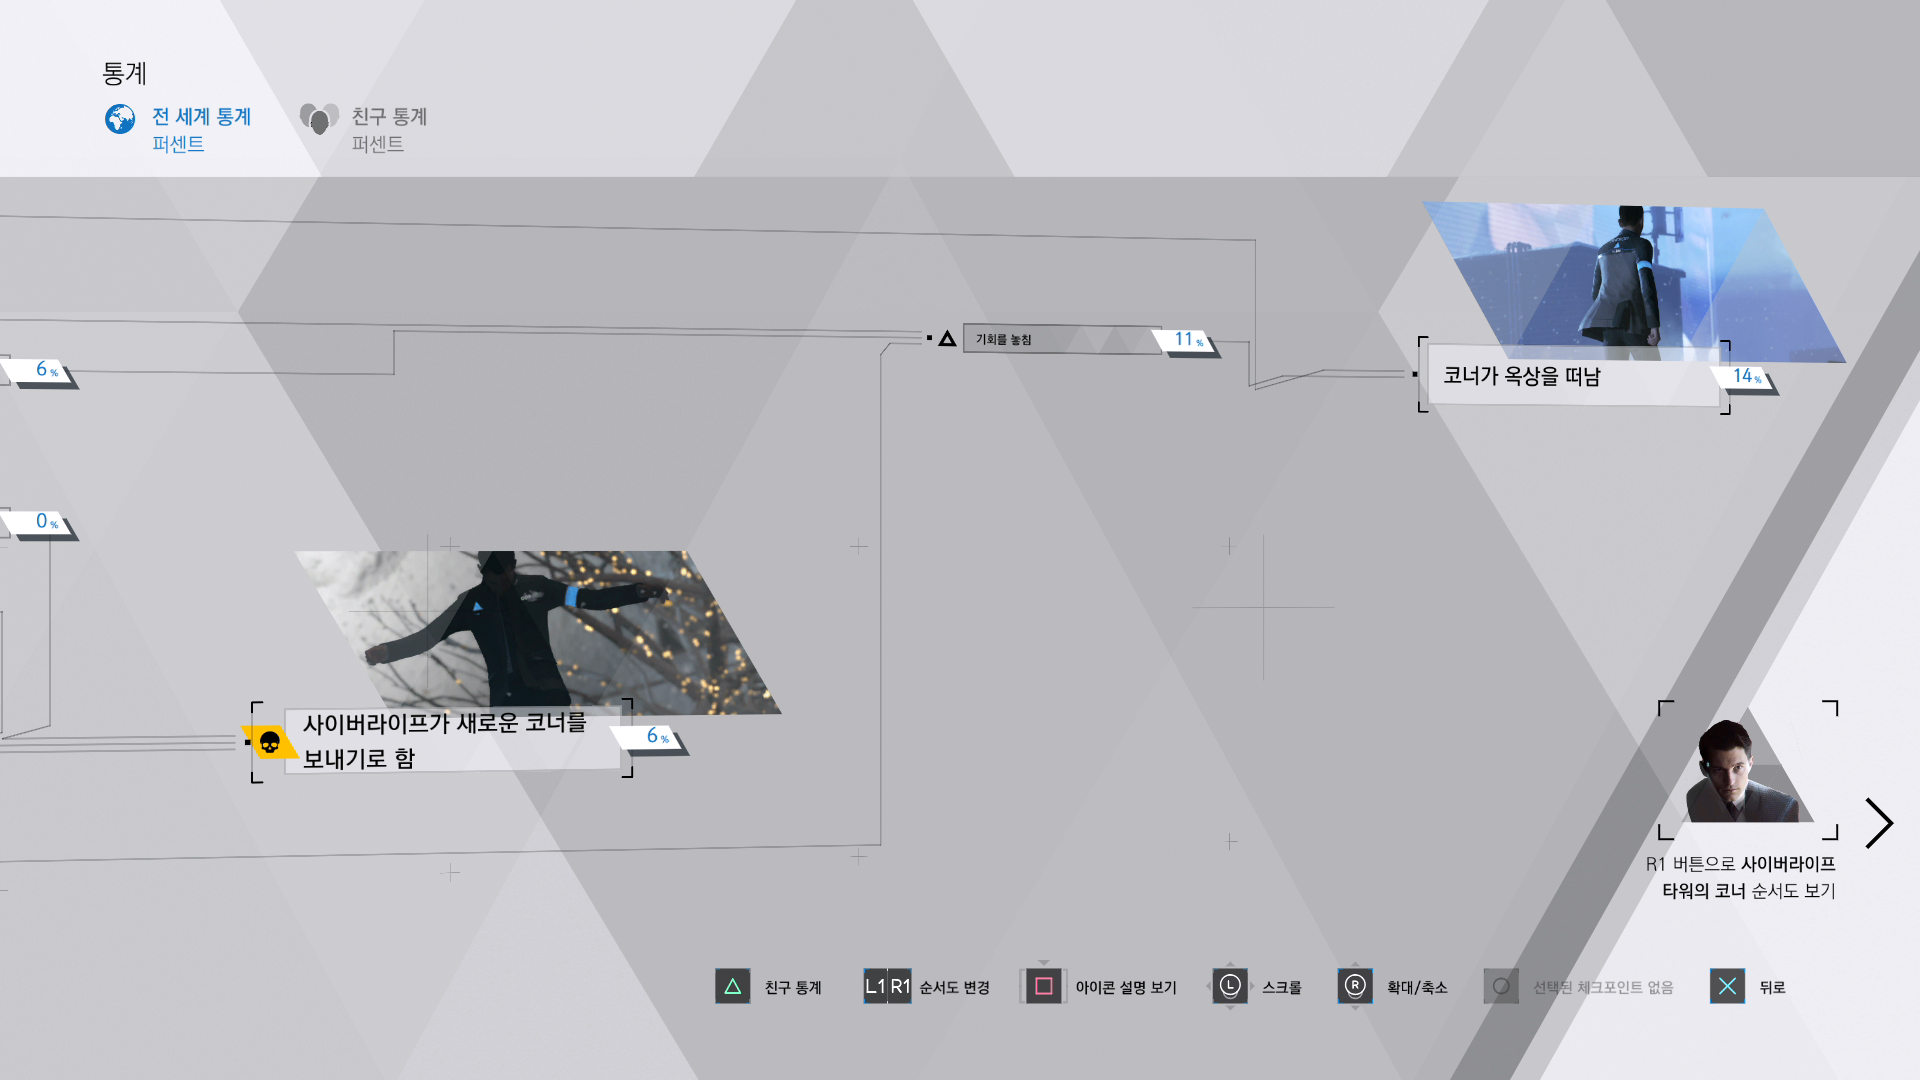 통계
전 세계 통계
퍼센트
친구 통계
퍼센트
6%
기회를 놓침
11%
코너가 옥상을 떠남
14%
0%
사이버라이프가 새로운 코너를
보내기로 함
6%
R1 버튼으로 사이버라이프
타워의 코너 순서도 보기
친구 통계
L1 R1 순서도 변경
아이콘 설명 보기
L 스크롤
R 확대/축소
선택된 체크포인트 없음
뒤로